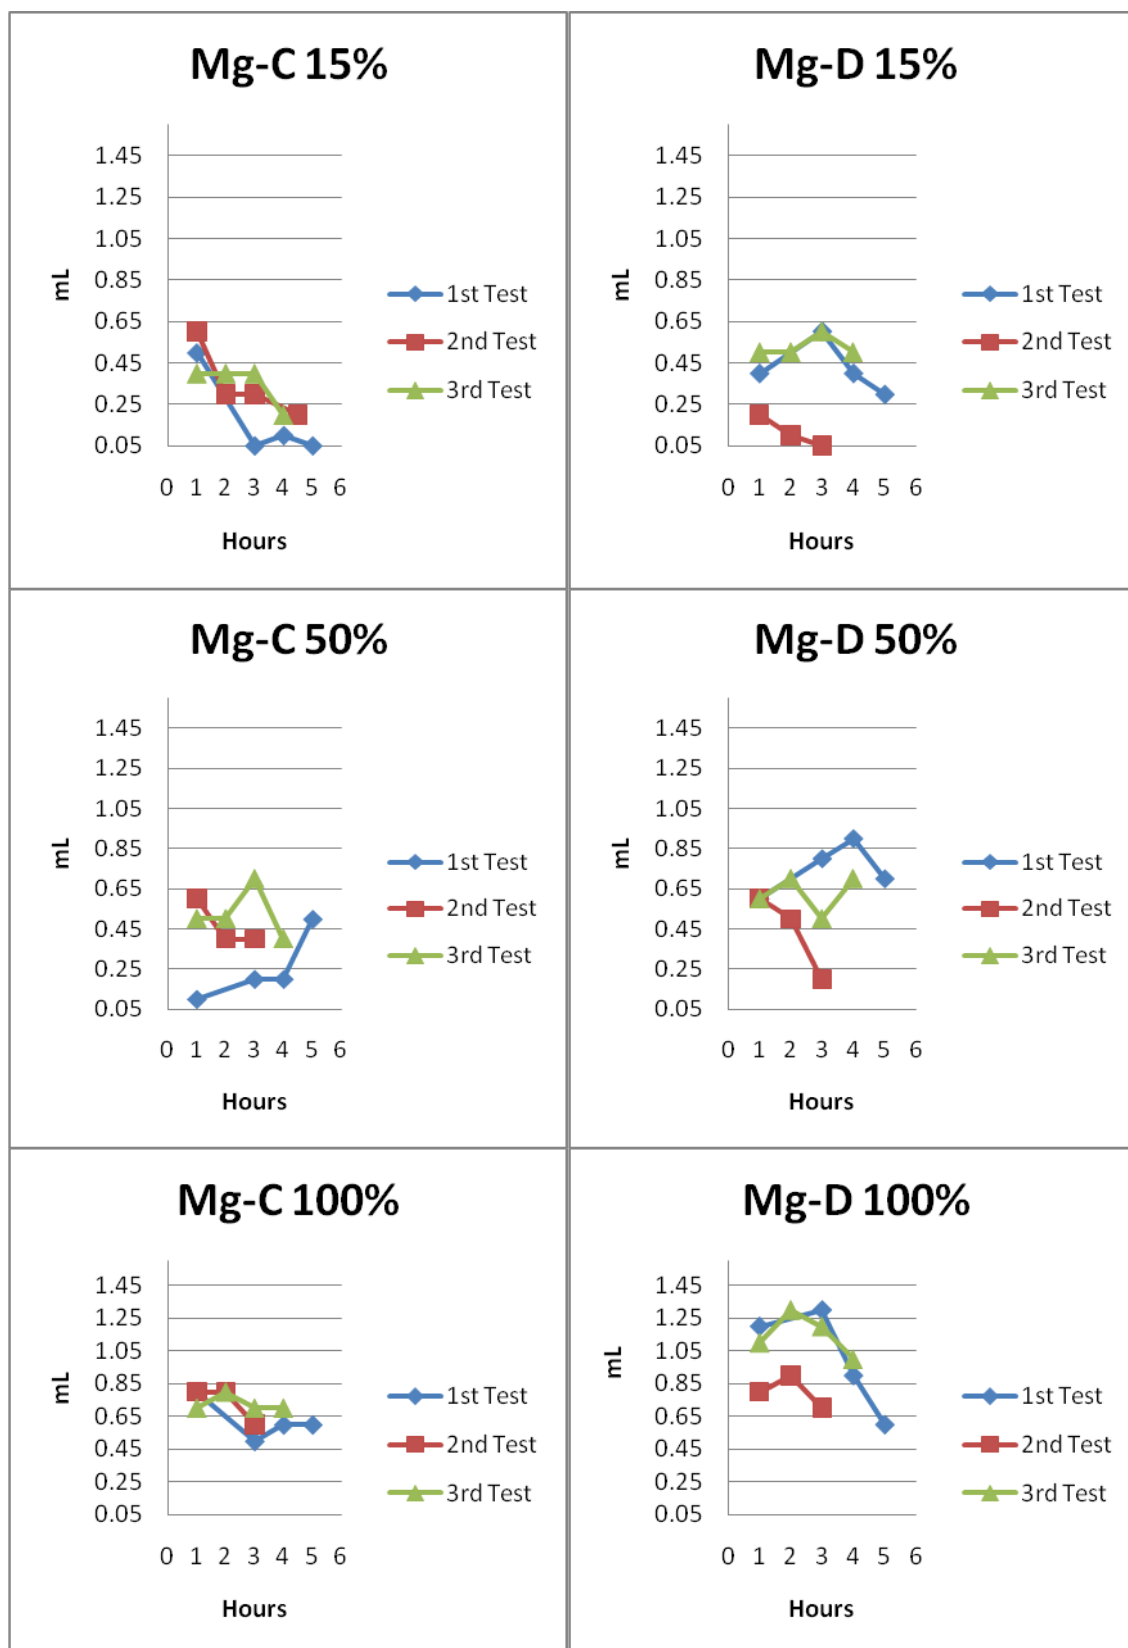 Mg-C 15%
1.45
1.25
1.05
0.85
0.65
0.45
0.25
0.05
mL
0 1 2 3 4 5 6
Hours
1st Test
2nd Test
3rd Test
Mg-D 15%
1.45
1.25
1.05
0.85
0.65
0.45
0.25
0.05
mL
0 1 2 3 4 5 6
Hours
1st Test
2nd Test
3rd Test
Mg-C 50%
1.45
1.25
1.05
0.85
0.65
0.45
0.25
0.05
mL
0 1 2 3 4 5 6
Hours
1st Test
2nd Test
3rd Test
Mg-D 50%
1.45
1.25
1.05
0.85
0.65
0.45
0.25
0.05
mL
0 1 2 3 4 5 6
Hours
1st Test
2nd Test
3rd Test
Mg-C 100%
1.45
1.25
1.05
0.85
0.65
0.45
0.25
0.05
mL
0 1 2 3 4 5 6
Hours
1st Test
2nd Test
3rd Test
Mg-D 100%
1.45
1.25
1.05
0.85
0.65
0.45
0.25
0.05
mL
0 1 2 3 4 5 6
Hours
1st Test
2nd Test
3rd Test